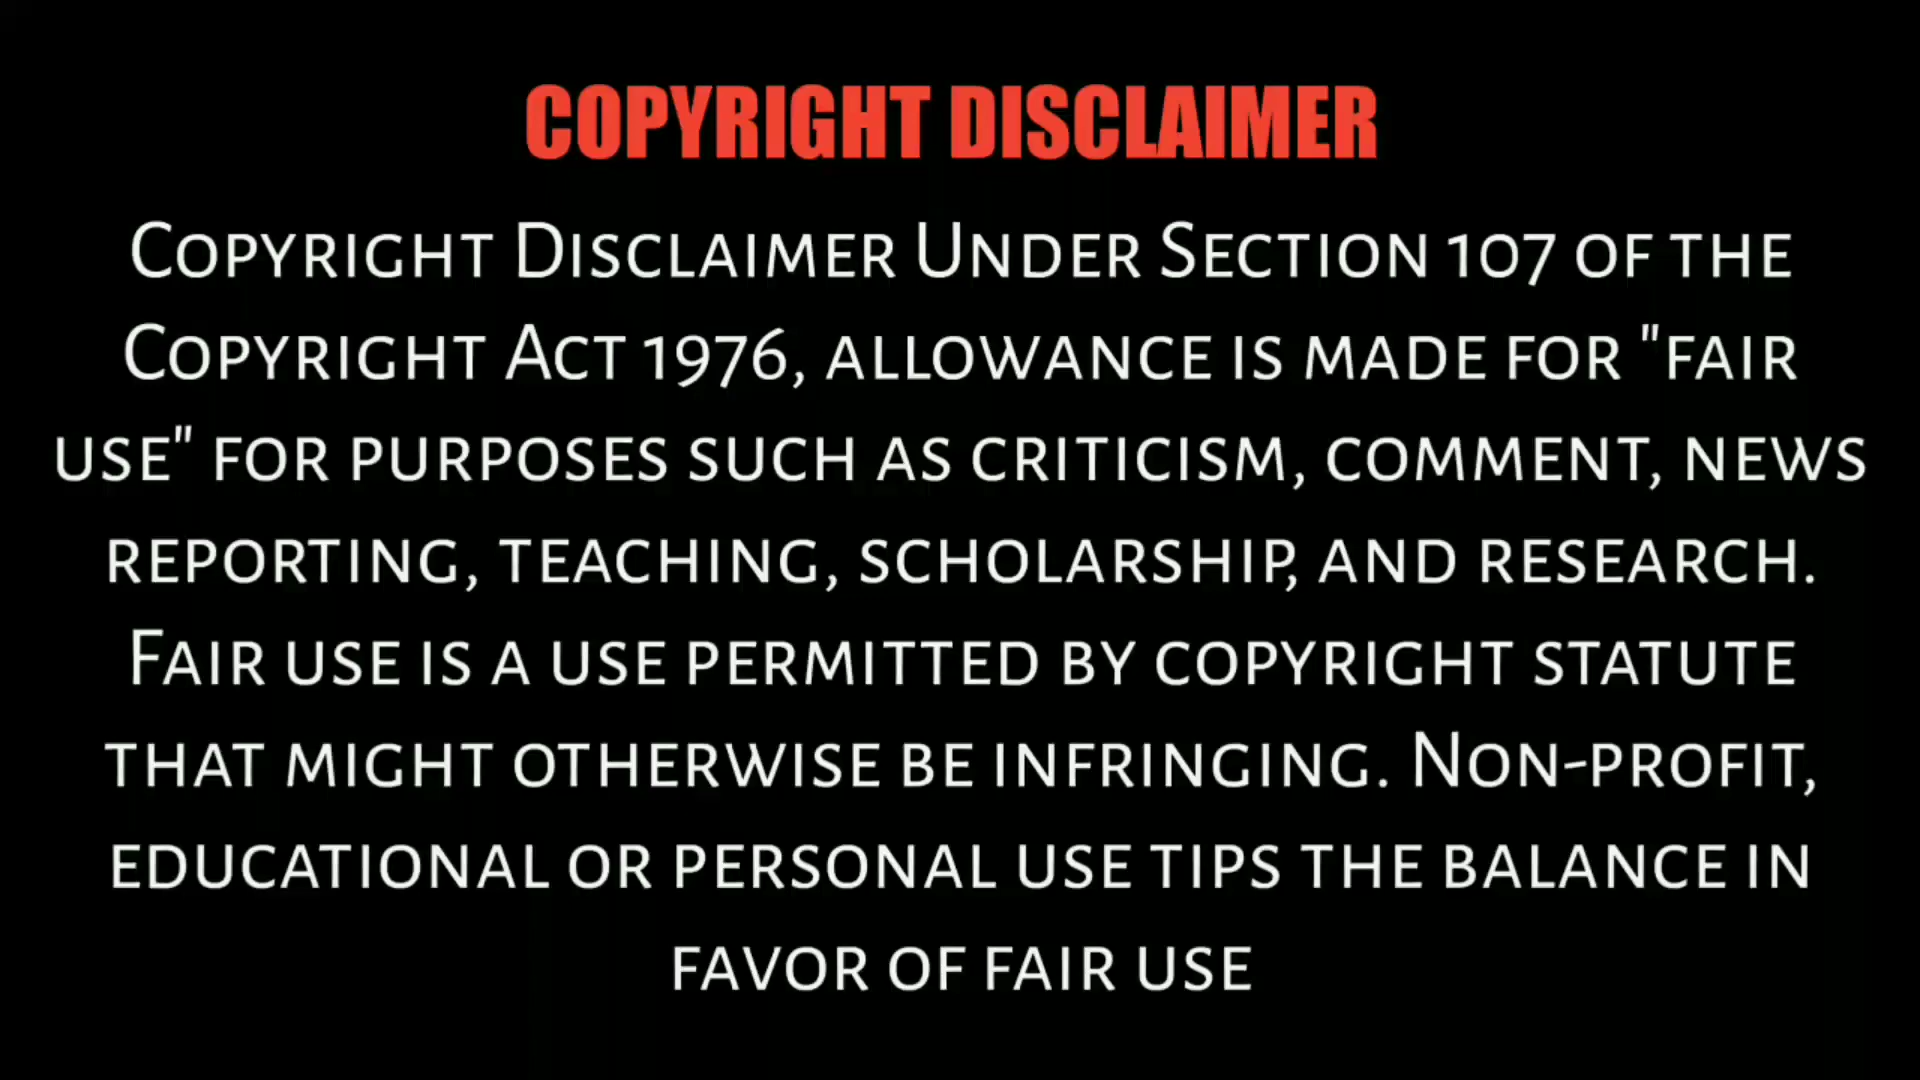 COPYRIGHT DISCLAIMER
Copyright Disclaimer Under Section 107 of the
Copyright Act 1976, allowance is made for "fair
use" for purposes such as criticism, comment, news
reporting, teaching, scholarship, and research.
Fair use is a use permitted by copyright statute
that might otherwise be infringing. Non-profit,
educational or personal use tips the balance in
favor of fair use